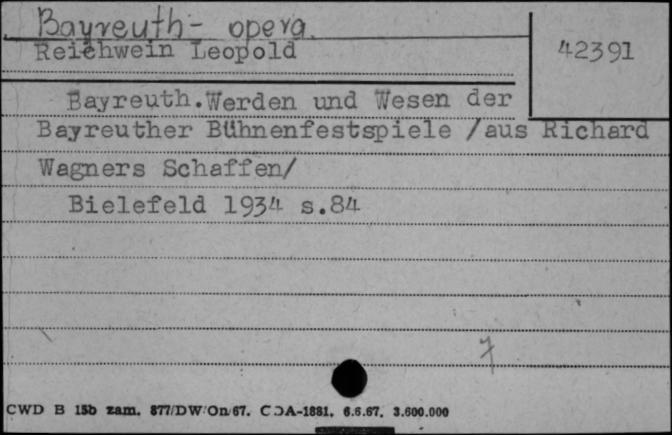 Bayreuth - opera.
Reichwein Leopold
42391
Bayreuth.Werden und Wesen der
Bayreuther Bühnenfestspiele /aus Richard
Wagners Schaffen/
Bielefeld 1934 s.84
7
CWD B 15b zam. 877/DW/On/67. CDA-1881. 6.6.67. 3.600.000